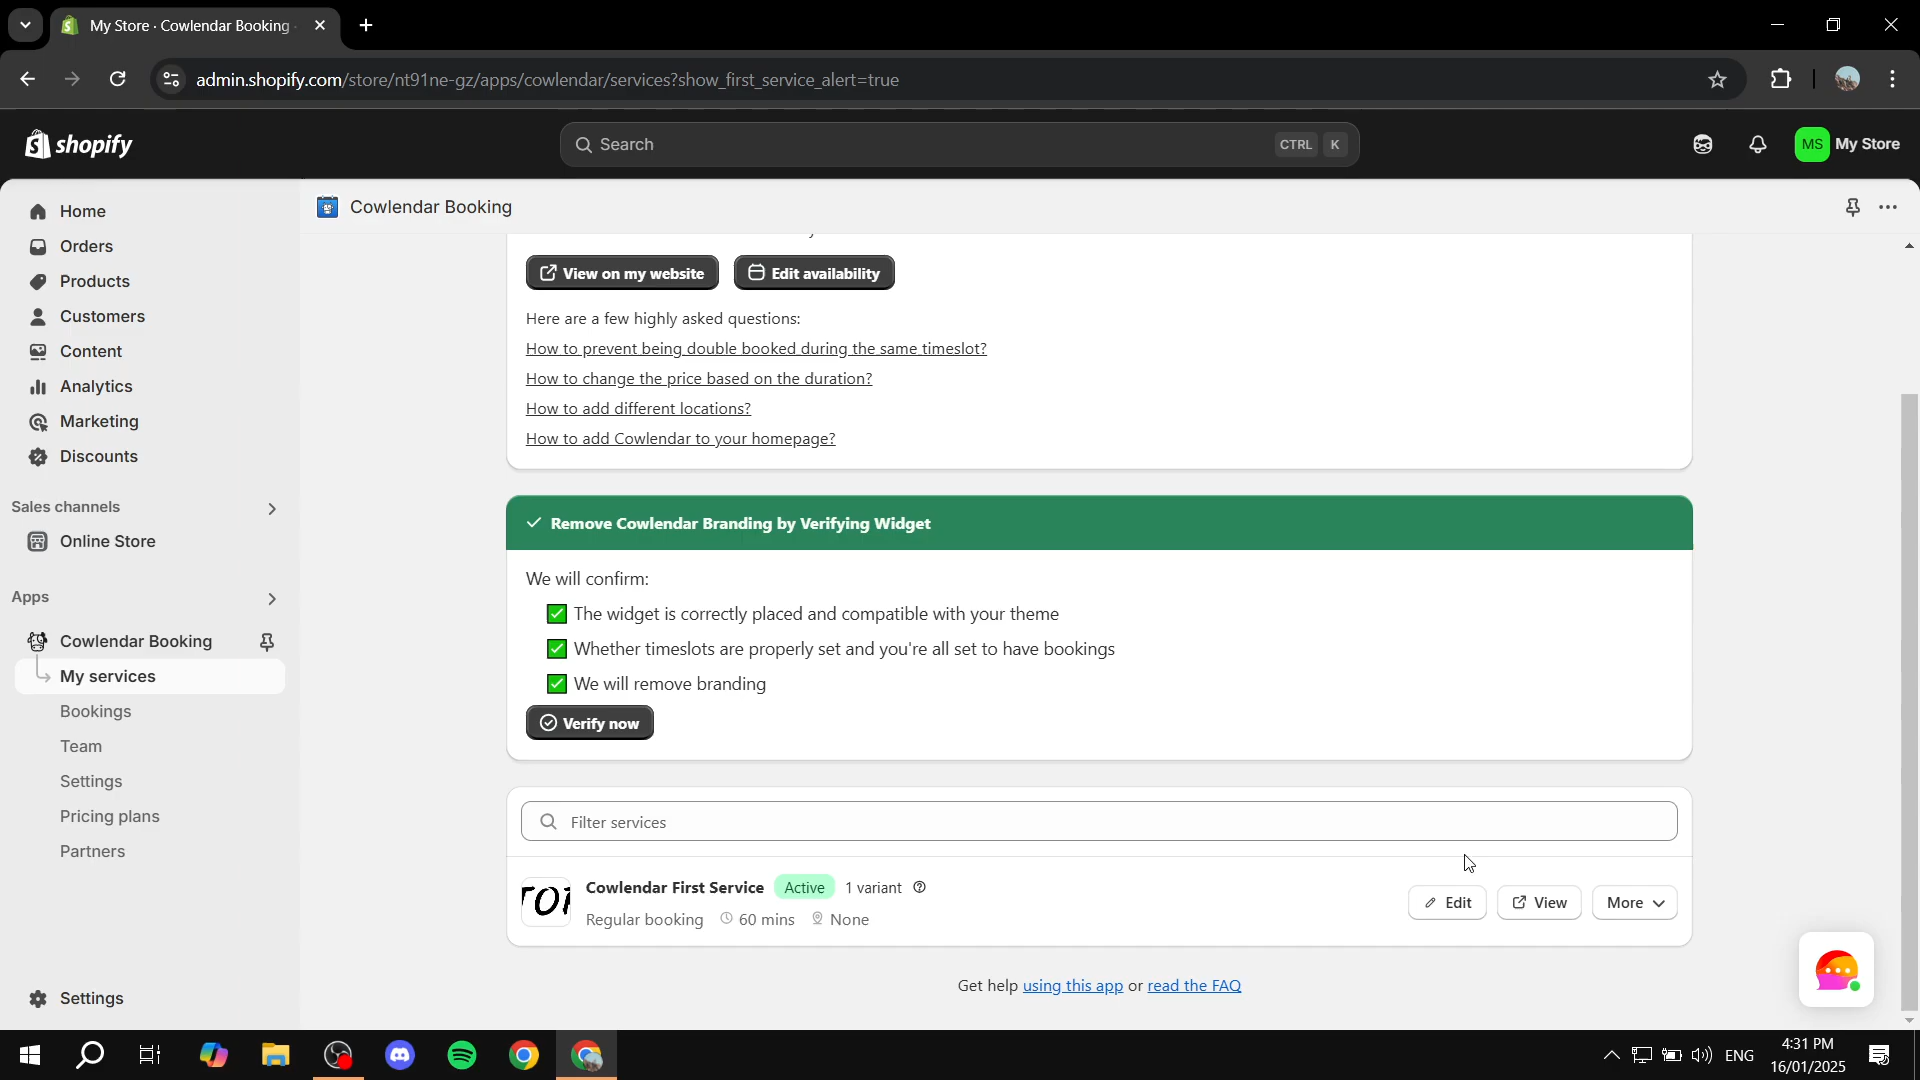 My Store · Cowlendar Booking
admin.shopify.com/store/nt91ne-gz/apps/cowlendar/services?show_first_service_alert=true
shopify
Search
CTRL K
MS My Store
Home
Orders
Products
Customers
Content
Analytics
Marketing
Discounts
Sales channels
Online Store
Apps
Cowlendar Booking
My services
Bookings
Team
Settings
Pricing plans
Partners
Settings
Cowlendar Booking
View on my website
Edit availability
Here are a few highly asked questions:
How to prevent being double booked during the same timeslot?
How to change the price based on the duration?
How to add different locations?
How to add Cowlendar to your homepage?
Remove Cowlendar Branding by Verifying Widget
We will confirm:
The widget is correctly placed and compatible with your theme
Whether timeslots are properly set and you're all set to have bookings
We will remove branding
Verify now
Filter services
Cowlendar First Service Active 1 variant
Regular booking 60 mins None
Edit
View
More
Get help using this app or read the FAQ
ENG
4:31 PM
16/01/2025